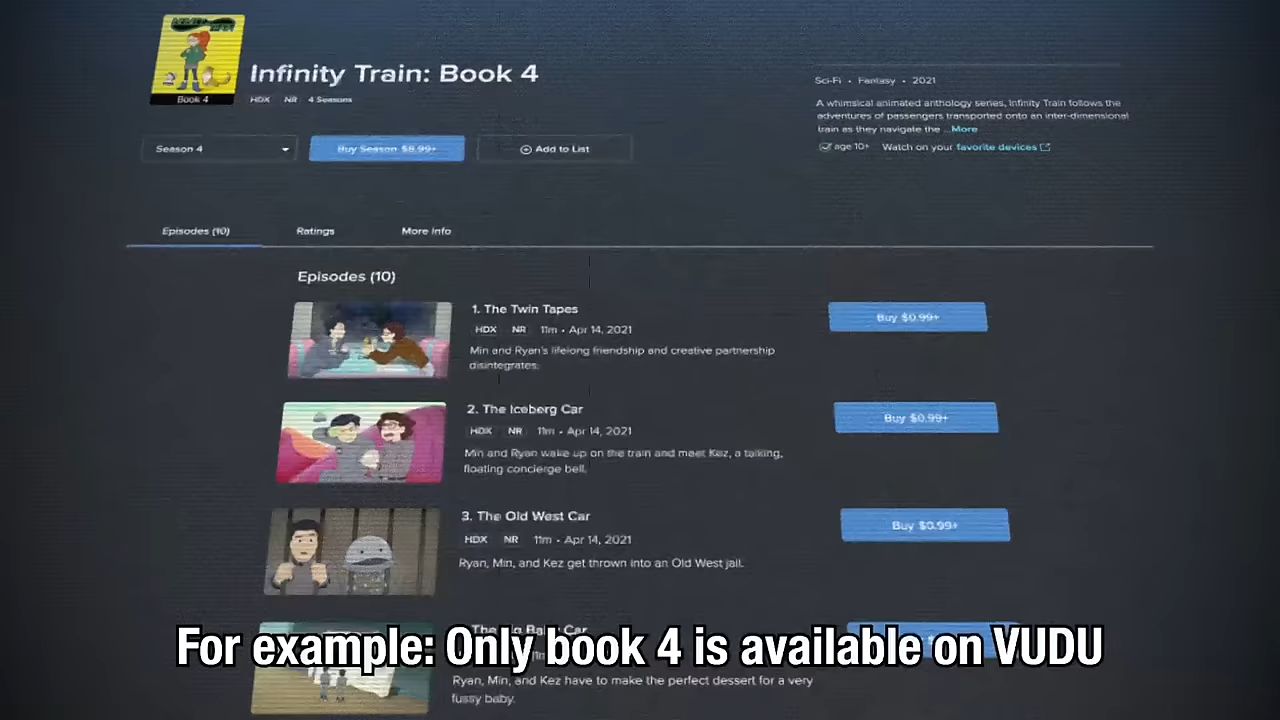 Book 4
Infinity Train: Book 4
HDX NR 4 Seasons
Season 4
Buy Season $8.99+
Add to List
Sci-Fi • Fantasy • 2021
A whimsical animated anthology series, Infinity Train follows the
adventures of passengers transported onto an inter-dimensional
train as they navigate the ...More
age 10+ Watch on your favorite devices
Episodes (10) Ratings More Info
Episodes (10)
1. The Twin Tapes
HDX NR 11m • Apr 14, 2021
Min and Ryan's lifelong friendship and creative partnership
disintegrates.
Buy $0.99+
2. The Iceberg Car
HDX NR 11m • Apr 14, 2021
Min and Ryan wake up on the train and meet Kez, a talking,
floating concierge bell.
Buy $0.99+
3. The Old West Car
HDX NR 11m • Apr 14, 2021
Ryan, Min, and Kez get thrown into an Old West jail.
Buy $0.99+
For example: Only book 4 is available on VUDU
Ryan, Min, and Kez have to make the perfect dessert for a very
fussy baby.